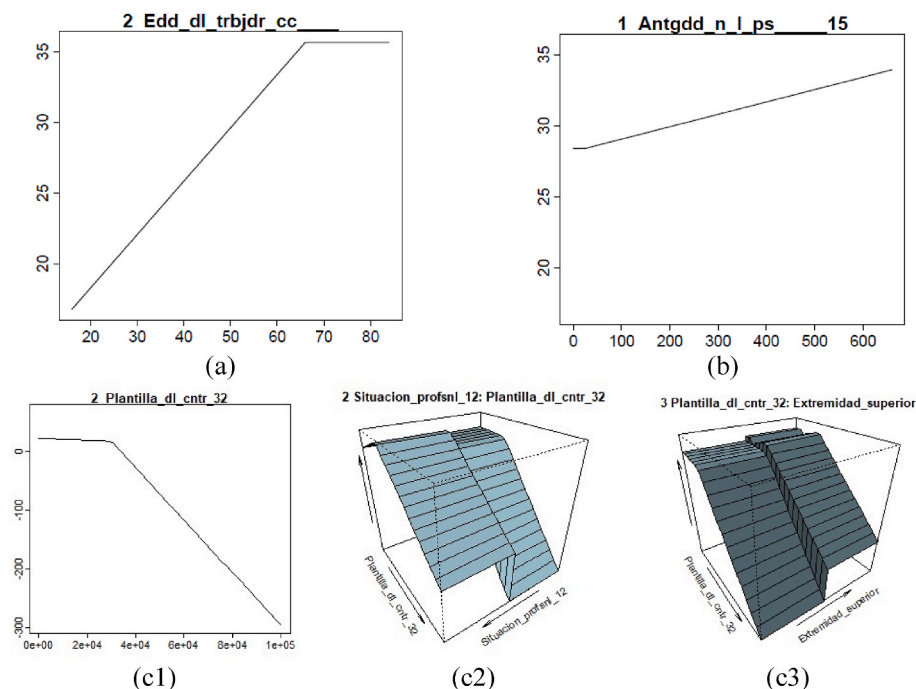 2 Edd_dl_trbjdr_cc____
35
30
25
20
20 30 40 50 60 70 80
(a)
1 Antgdd_n_l_ps_____15
35
30
25
20
0 100 200 300 400 500 600
(b)
2 Plantilla_dl_cntr_32
0
-100
-200
-300
0e+00 2e+04 4e+04 6e+04 8e+04 1e+05
(c1)
2 Situacion_profsnl_12: Plantilla_dl_cntr_32
Plantilla_dl_cntr_32
Situacion_profsnl_12
(c2)
3 Plantilla_dl_cntr_32: Extremidad_superior
Plantilla_dl_cntr_32
Extremidad_superior
(c3)